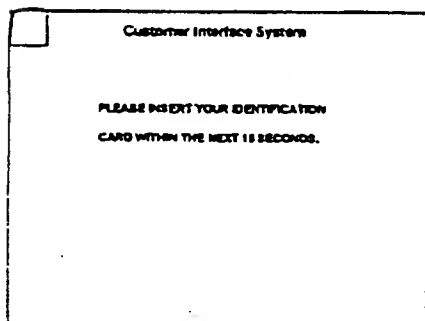 Customer Interface System
PLEASE INSERT YOUR IDENTIFICATION
CARD WITHIN THE NEXT 15 SECONDS.